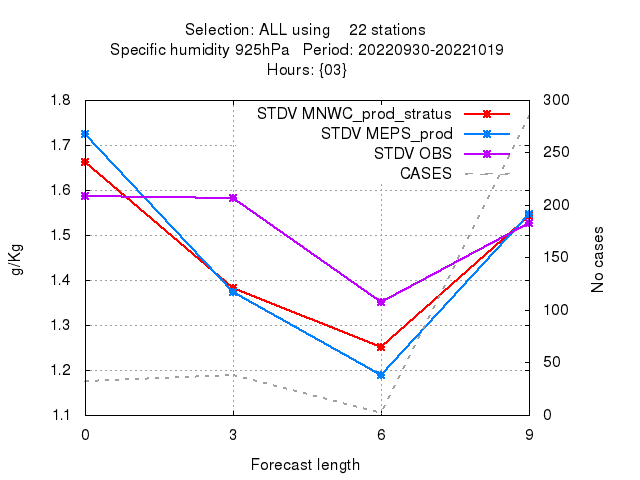 Selection: ALL using 22 stations
Specific humidity 925hPa Period: 20220930-20221019
Hours: {03}
STDV MNWC_prod_stratus
STDV MEPS_prod
STDV OBS
CASES
1.8
1.7
1.6
1.5
1.4
1.3
1.2
1.1
g/Kg
300
250
200
150
100
50
0
No cases
0 3 6 9
Forecast length